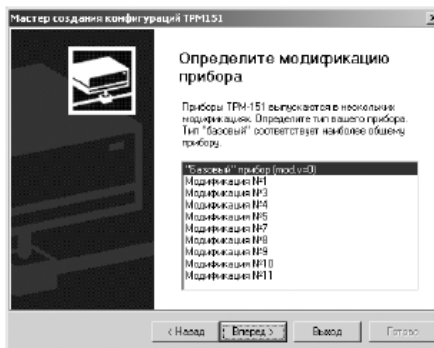 Мастер создания конфигураций ТРМ151
Определите модификацию
прибора
Приборы ТРМ-151 выпускаются в нескольких
модификациях. Определите тип вашего прибора.
Тип "базовый" соответствует наиболее общему
прибору.
"Базовый" прибор (mod.v=0)
Модификация №1
Модификация №3
Модификация №4
Модификация №5
Модификация №7
Модификация №8
Модификация №9
Модификация №10
Модификация №11
< Назад Вперед > Выход Готово